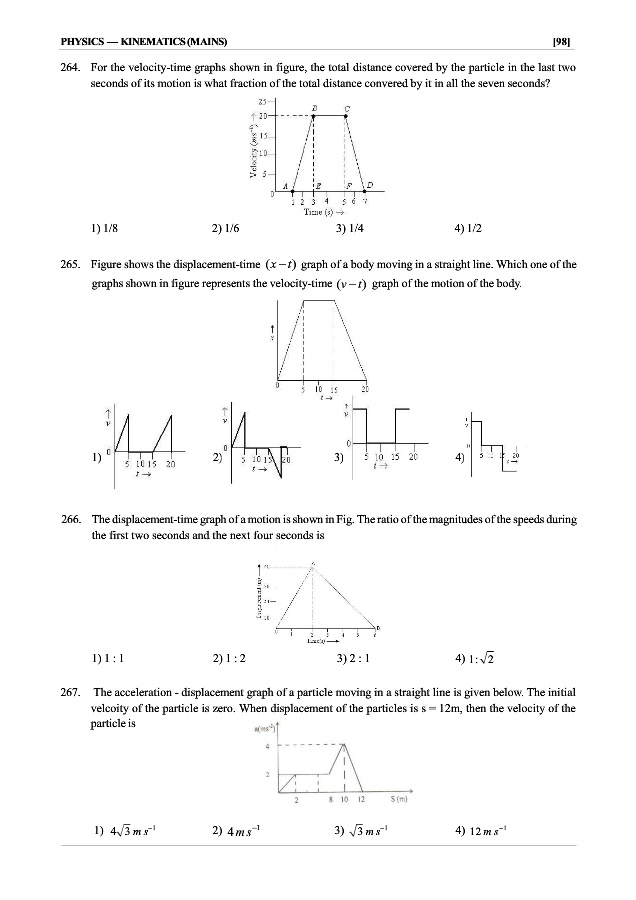 PHYSICS — KINEMATICS (MAINS) [98]
264. For the velocity-time graphs shown in figure, the total distance covered by the particle in the last two
seconds of its motion is what fraction of the total distance convered by it in all the seven seconds?
25
20
15
10
5
0
Velocity (ms⁻¹) →
A B C D E F
1 2 3 4 5 6 7
Time (s) →
1) 1/8 2) 1/6 3) 1/4 4) 1/2
265. Figure shows the displacement-time (x – t) graph of a body moving in a straight line. Which one of the
graphs shown in figure represents the velocity-time (v – t) graph of the motion of the body.
↑
x
0 5 10 15 20
t →
1) ↑ v 0 5 10 15 20 t →
2) ↑ v 0 5 10 15 20 t →
3) ↑ v 0 5 10 15 20 t →
4) ↑ v 0 5 20 t →
266. The displacement-time graph of a motion is shown in Fig. The ratio of the magnitudes of the speeds during
the first two seconds and the next four seconds is
1) 1 : 1 2) 1 : 2 3) 2 : 1 4) 1:√2
267. The acceleration - displacement graph of a particle moving in a straight line is given below. The initial
velcoity of the particle is zero. When displacement of the particles is s = 12m, then the velocity of the
particle is
a(ms⁻²)
4
2
2 8 10 12 S (m)
1) 4√3 m s⁻¹ 2) 4 m s⁻¹ 3) √3 m s⁻¹ 4) 12 m s⁻¹